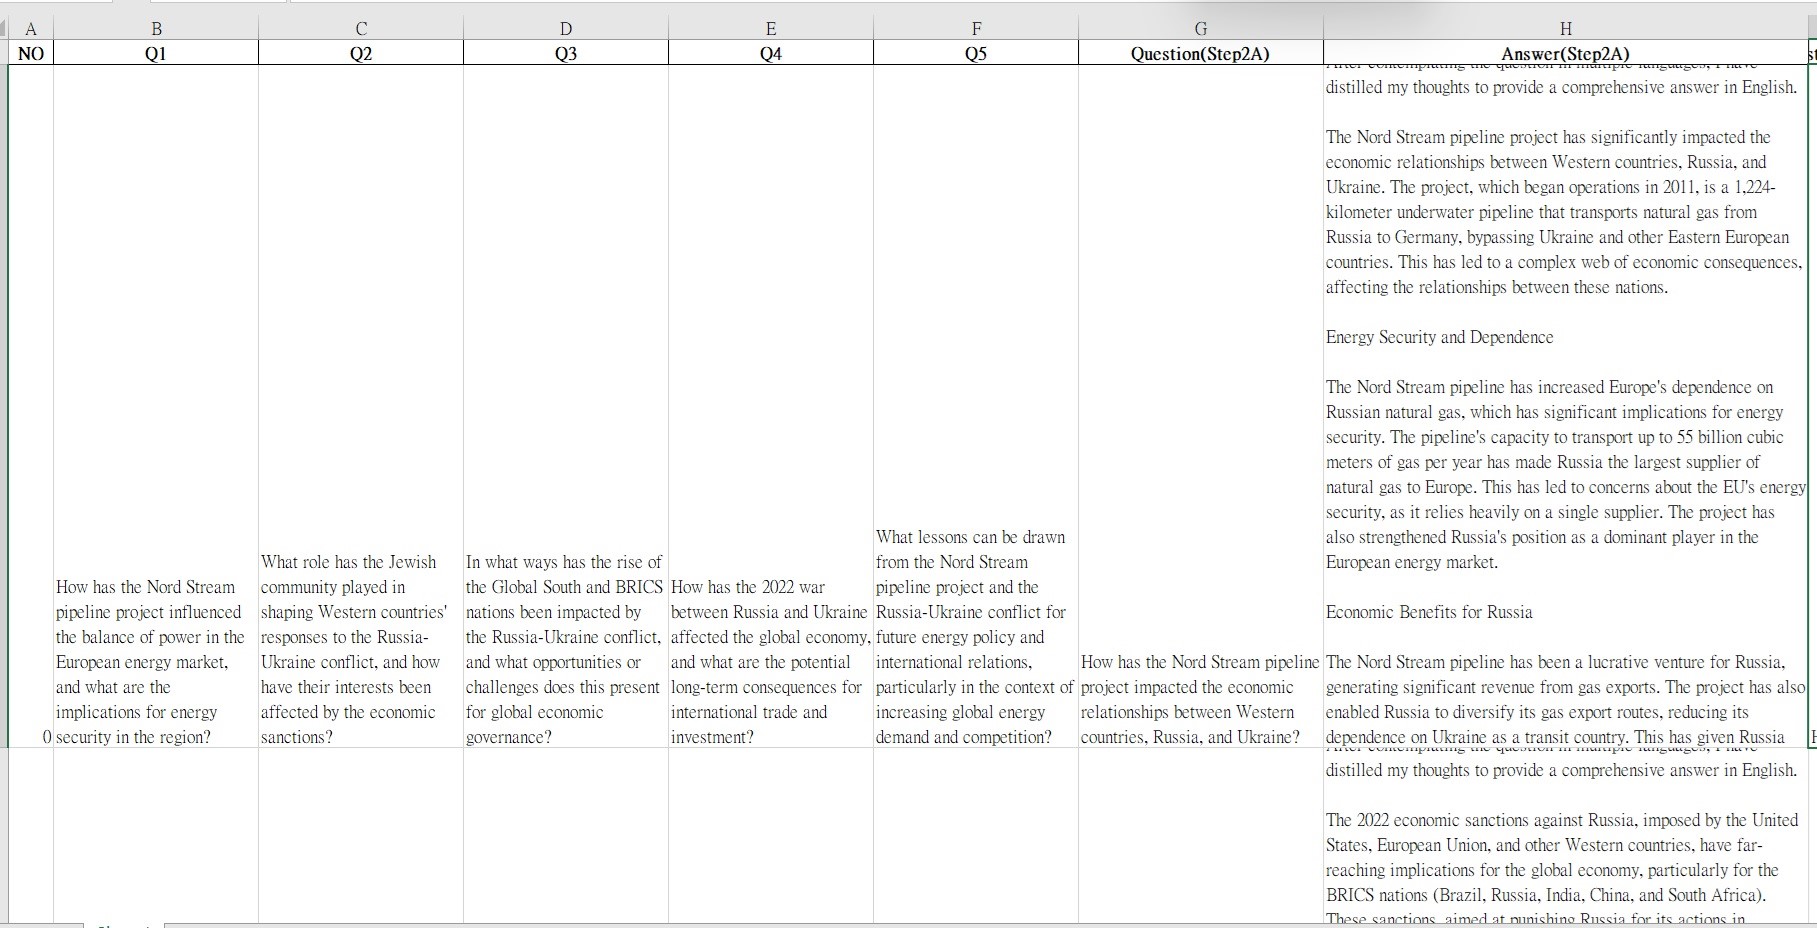 A B C D E F G H
NO Q1 Q2 Q3 Q4 Q5 Question(Step2A) Answer(Step2A)
0
How has the Nord Stream
pipeline project influenced
the balance of power in the
European energy market,
and what are the
implications for energy
security in the region?
What role has the Jewish
community played in
shaping Western countries'
responses to the Russia-
Ukraine conflict, and how
have their interests been
affected by the economic
sanctions?
In what ways has the rise of
the Global South and BRICS
nations been impacted by
the Russia-Ukraine conflict,
and what opportunities or
challenges does this present
for global economic
governance?
How has the 2022 war
between Russia and Ukraine
affected the global economy,
and what are the potential
long-term consequences for
international trade and
investment?
What lessons can be drawn
from the Nord Stream
pipeline project and the
Russia-Ukraine conflict for
future energy policy and
international relations,
particularly in the context of
increasing global energy
demand and competition?
How has the Nord Stream pipeline
project impacted the economic
relationships between Western
countries, Russia, and Ukraine?
After contemplating the question in multiple languages, I have
distilled my thoughts to provide a comprehensive answer in English.
The Nord Stream pipeline project has significantly impacted the
economic relationships between Western countries, Russia, and
Ukraine. The project, which began operations in 2011, is a 1,224-
kilometer underwater pipeline that transports natural gas from
Russia to Germany, bypassing Ukraine and other Eastern European
countries. This has led to a complex web of economic consequences,
affecting the relationships between these nations.
Energy Security and Dependence
The Nord Stream pipeline has increased Europe's dependence on
Russian natural gas, which has significant implications for energy
security. The pipeline's capacity to transport up to 55 billion cubic
meters of gas per year has made Russia the largest supplier of
natural gas to Europe. This has led to concerns about the EU's energy
security, as it relies heavily on a single supplier. The project has
also strengthened Russia's position as a dominant player in the
European energy market.
Economic Benefits for Russia
The Nord Stream pipeline has been a lucrative venture for Russia,
generating significant revenue from gas exports. The project has also
enabled Russia to diversify its gas export routes, reducing its
dependence on Ukraine as a transit country. This has given Russia
After contemplating the question in multiple languages, I have
distilled my thoughts to provide a comprehensive answer in English.
The 2022 economic sanctions against Russia, imposed by the United
States, European Union, and other Western countries, have far-
reaching implications for the global economy, particularly for the
BRICS nations (Brazil, Russia, India, China, and South Africa).
These sanctions, aimed at punishing Russia for its actions in